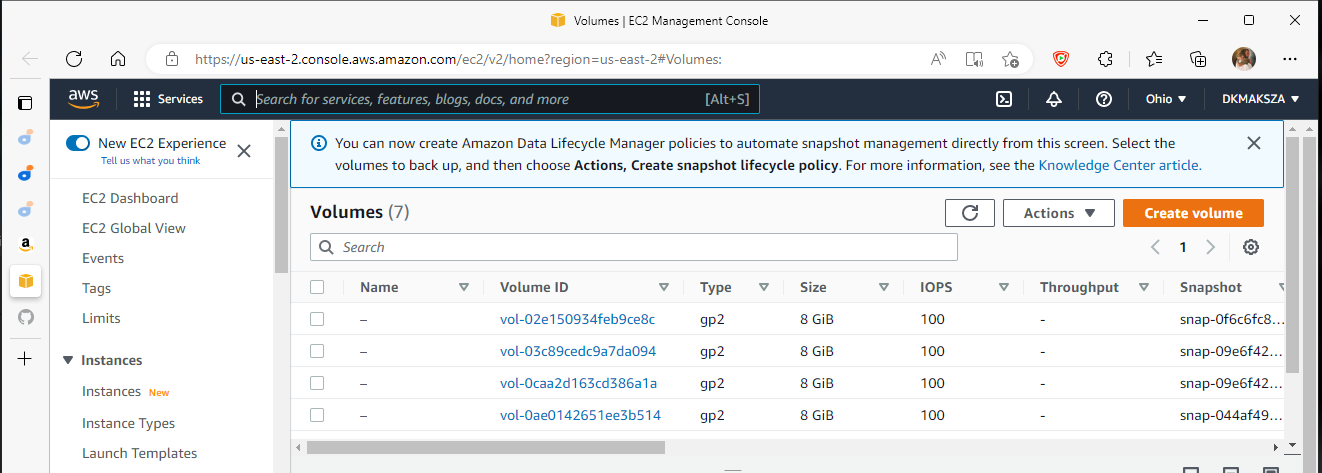 Volumes | EC2 Management Console
https://us-east-2.console.aws.amazon.com/ec2/v2/home?region=us-east-2#Volumes:
aws
Services
Search for services, features, blogs, docs, and more [Alt+S]
Ohio
DKMAKSZA
New EC2 Experience
Tell us what you think
EC2 Dashboard
EC2 Global View
Events
Tags
Limits
Instances
Instances New
Instance Types
Launch Templates
You can now create Amazon Data Lifecycle Manager policies to automate snapshot management directly from this screen. Select the
volumes to back up, and then choose Actions, Create snapshot lifecycle policy. For more information, see the Knowledge Center article.
Volumes (7)
Actions
Create volume
Search
1
Name Volume ID Type Size IOPS Throughput Snapshot
– vol-02e150934feb9ce8c gp2 8 GiB 100 - snap-0f6c6fc8...
– vol-03c89cedc9a7da094 gp2 8 GiB 100 - snap-09e6f42...
– vol-0caa2d163cd386a1a gp2 8 GiB 100 - snap-09e6f42...
– vol-0ae0142651ee3b514 gp2 8 GiB 100 - snap-044af49...